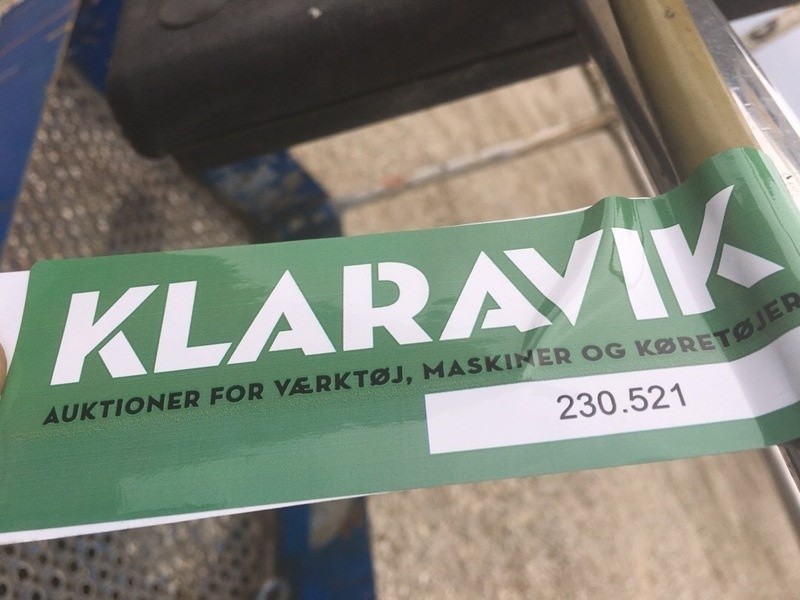 KLARAVIK
AUKTIONER FOR VÆRKTØJ, MASKINER OG KØRETØJER
230.521